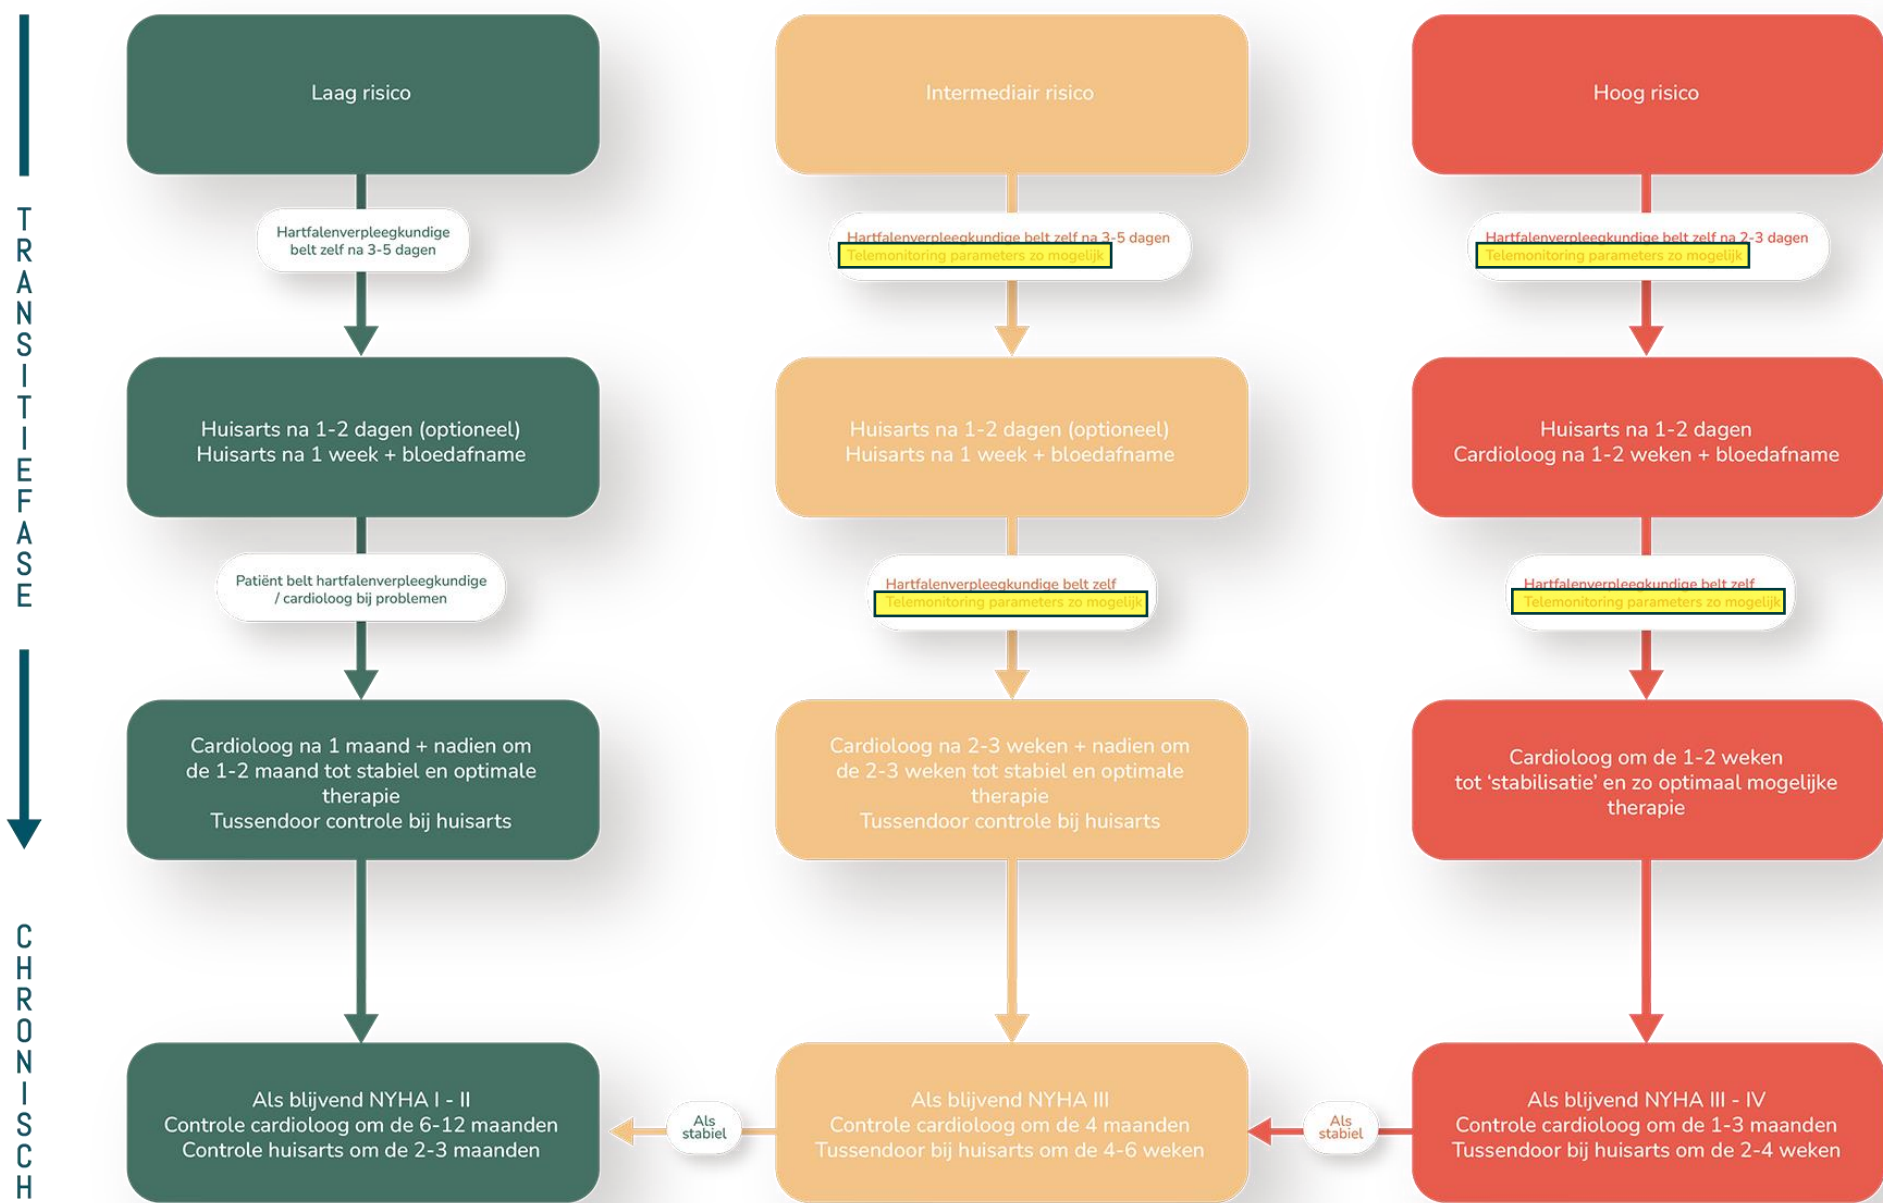 TRANSITIEFASE
CHRONISCH
Laag risico
Hartfalenverpleegkundige
belt zelf na 3-5 dagen
Huisarts na 1-2 dagen (optioneel)
Huisarts na 1 week + bloedafname
Patiënt belt hartfalenverpleegkundige
/ cardioloog bij problemen
Cardioloog na 1 maand + nadien om
de 1-2 maand tot stabiel en optimale
therapie
Tussendoor controle bij huisarts
Als blijvend NYHA I - II
Controle cardioloog om de 6-12 maanden
Controle huisarts om de 2-3 maanden
Als
stabiel
Intermediair risico
Hartfalenverpleegkundige belt zelf na 3-5 dagen
Telemonitoring parameters zo mogelijk
Huisarts na 1-2 dagen (optioneel)
Huisarts na 1 week + bloedafname
Hartfalenverpleegkundige belt zelf
Telemonitoring parameters zo mogelijk
Cardioloog na 2-3 weken + nadien om
de 2-3 weken tot stabiel en optimale
therapie
Tussendoor controle bij huisarts
Als blijvend NYHA III
Controle cardioloog om de 4 maanden
Tussendoor bij huisarts om de 4-6 weken
Als
stabiel
Hoog risico
Hartfalenverpleegkundige belt zelf na 2-3 dagen
Telemonitoring parameters zo mogelijk
Huisarts na 1-2 dagen
Cardioloog na 1-2 weken + bloedafname
Hartfalenverpleegkundige belt zelf
Telemonitoring parameters zo mogelijk
Cardioloog om de 1-2 weken
tot ‘stabilisatie’ en zo optimaal mogelijke
therapie
Als blijvend NYHA III - IV
Controle cardioloog om de 1-3 maanden
Tussendoor bij huisarts om de 2-4 weken